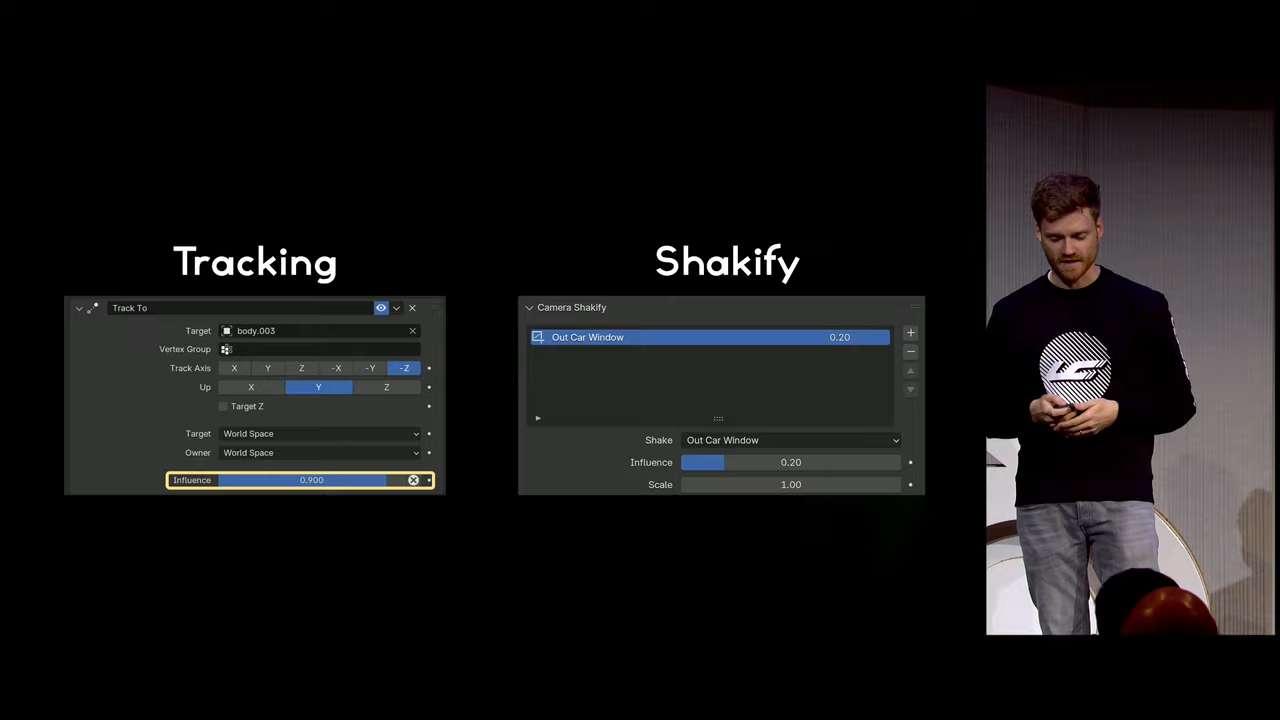 Tracking
Track To
Target body.003
Vertex Group
Track Axis X Y Z -X -Y -Z
Up X Y Z
Target Z
Target World Space
Owner World Space
Influence 0.900
Shakify
Camera Shakify
Out Car Window 0.20
Shake Out Car Window
Influence 0.20
Scale 1.00